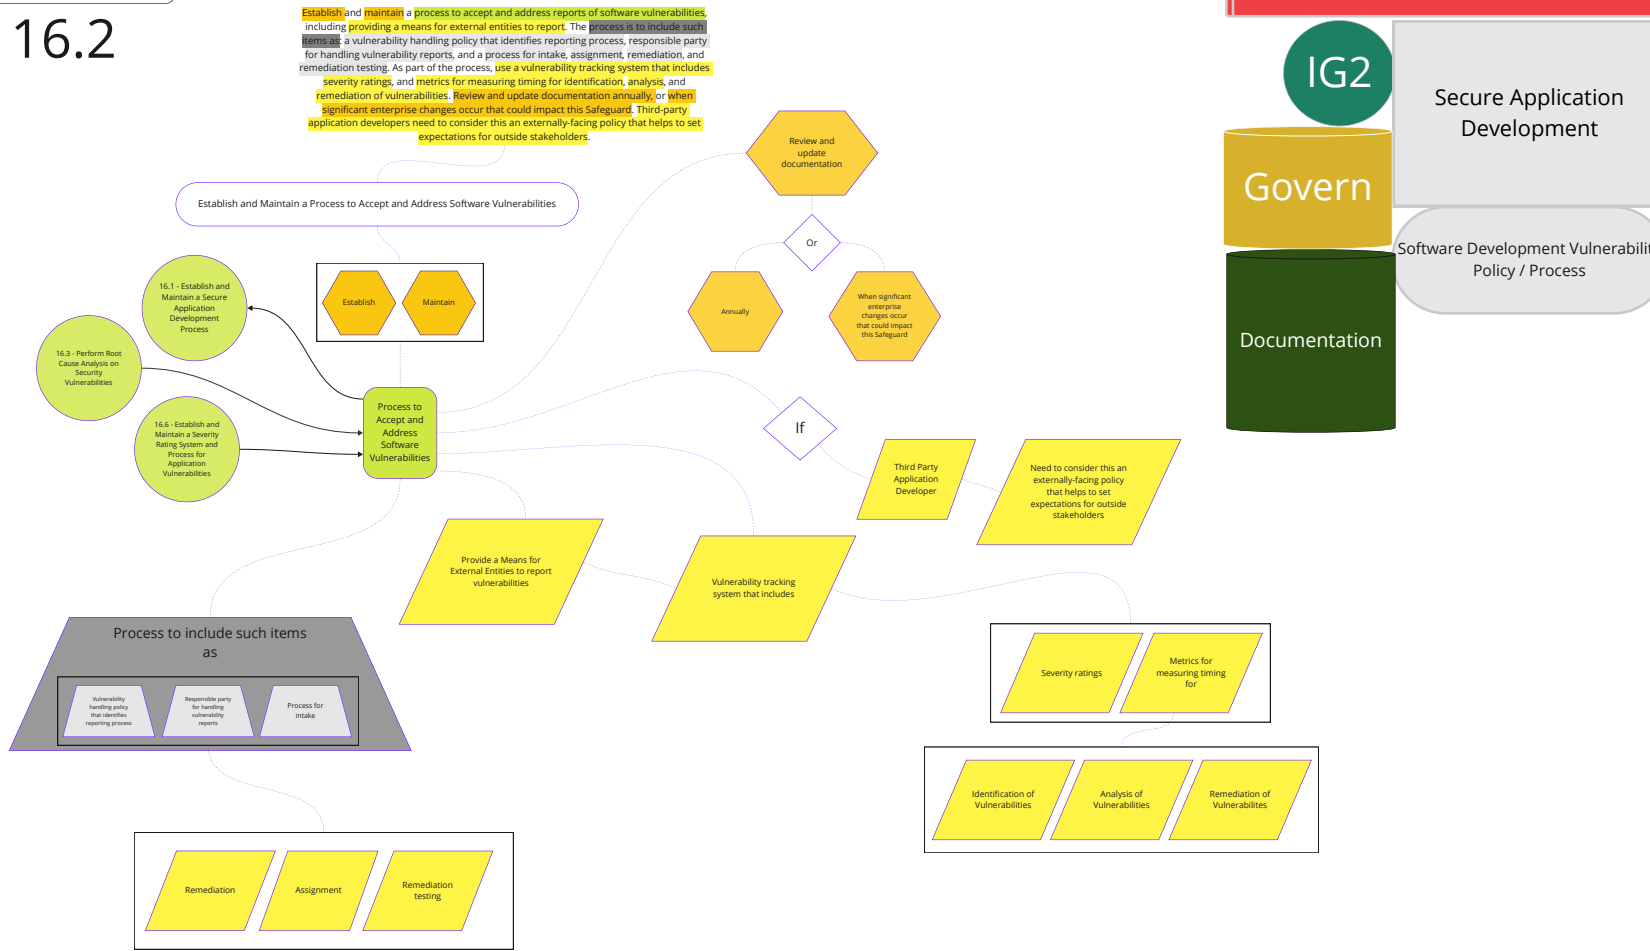 16.2
Establish and maintain a process to accept and address reports of software vulnerabilities,
including providing a means for external entities to report. The process is to include such
items as: a vulnerability handling policy that identifies reporting process, responsible party
for handling vulnerability reports, and a process for intake, assignment, remediation, and
remediation testing. As part of the process, use a vulnerability tracking system that includes
severity ratings, and metrics for measuring timing for identification, analysis, and
remediation of vulnerabilities. Review and update documentation annually, or when
significant enterprise changes occur that could impact this Safeguard. Third-party
application developers need to consider this an externally-facing policy that helps to set
expectations for outside stakeholders.
IG2
Secure Application
Development
Govern
Software Development Vulnerabilit
Policy / Process
Documentation
Establish and Maintain a Process to Accept and Address Software Vulnerabilities
Review and
update
documentation
Or
Annually
When significant
enterprise
changes occur
that could impact
this Safeguard
Establish
Maintain
16.1 - Establish and
Maintain a Secure
Application
Development
Process
16.3 - Perform Root
Cause Analysis on
Security
Vulnerabilities
16.6 - Establish and
Maintain a Severity
Rating System and
Process for
Application
Vulnerabilities
Process to
Accept and
Address
Software
Vulnerabilities
If
Third Party
Application
Developer
Need to consider this an
externally-facing policy
that helps to set
expectations for outside
stakeholders
Provide a Means for
External Entities to report
vulnerabilities
Vulnerability tracking
system that includes
Process to include such items
as
Vulnerability
handling policy
that identifies
reporting process
Responsible party
for handling
vulnerability
reports
Process for
intake
Severity ratings
Metrics for
measuring timing
for
Identification of
Vulnerabilities
Analysis of
Vulnerabilities
Remediation of
Vulnerabilites
Remediation
Assignment
Remediation
testing